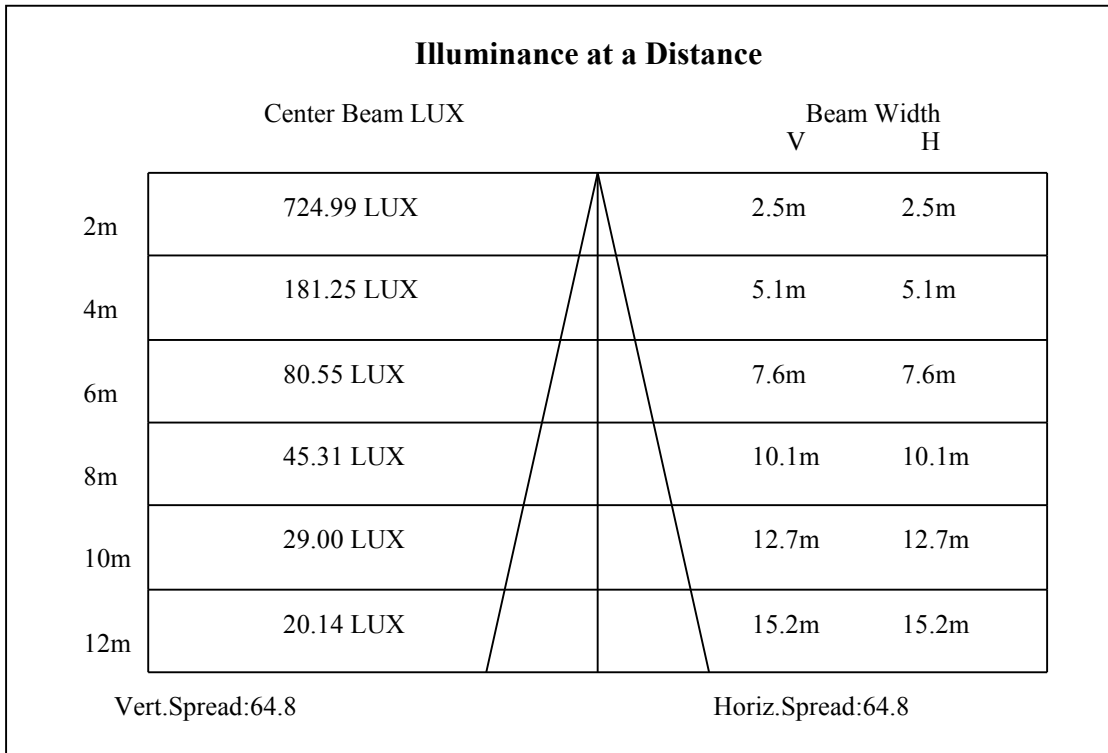 Illuminance at a Distance
Center Beam LUX Beam Width
V H
2m 724.99 LUX 2.5m 2.5m
4m 181.25 LUX 5.1m 5.1m
6m 80.55 LUX 7.6m 7.6m
8m 45.31 LUX 10.1m 10.1m
10m 29.00 LUX 12.7m 12.7m
12m 20.14 LUX 15.2m 15.2m
Vert.Spread:64.8 Horiz.Spread:64.8